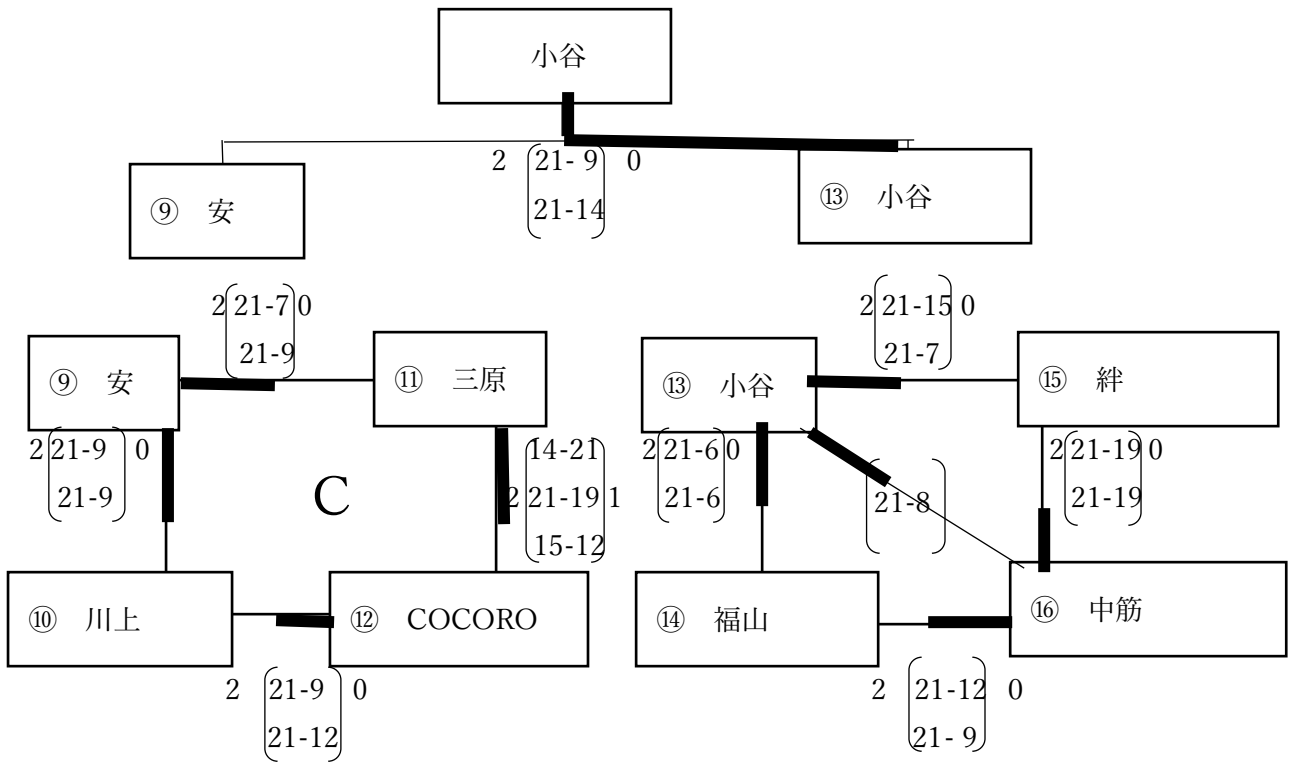 小谷
2 21- 9 0
21-14
⑨ 安
⑬ 小谷
2 21-7 0
21-9
2 21-15 0
21-7
⑨ 安
⑪ 三原
⑬ 小谷
⑮ 絆
2 21-9 0
21-9
C
14-21
2 21-19 1
15-12
2 21-6 0
21-6
21-8
2 21-19 0
21-19
⑩ 川上
⑫ COCORO
⑭ 福山
⑯ 中筋
2 21-9 0
21-12
2 21-12 0
21- 9